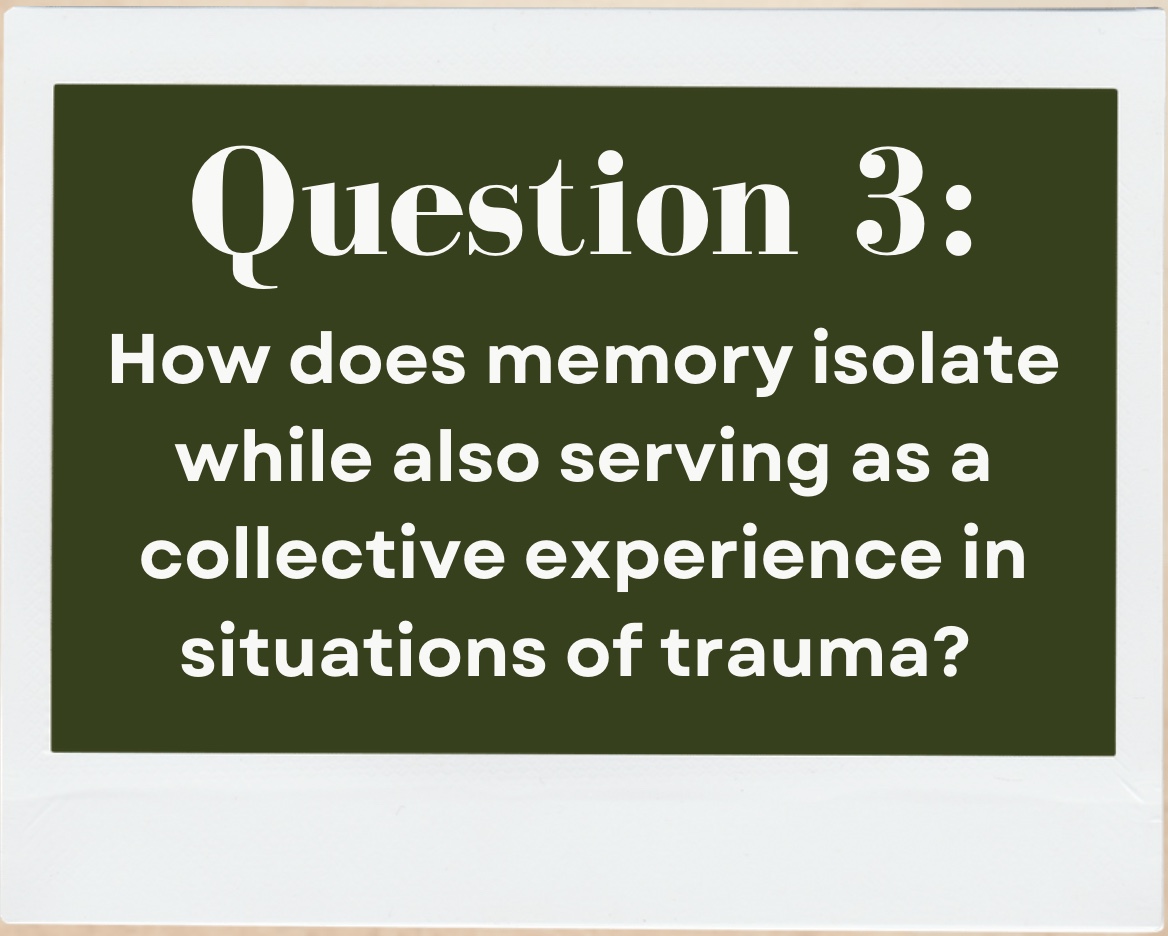 Question 3:
How does memory isolate
while also serving as a
collective experience in
situations of trauma?